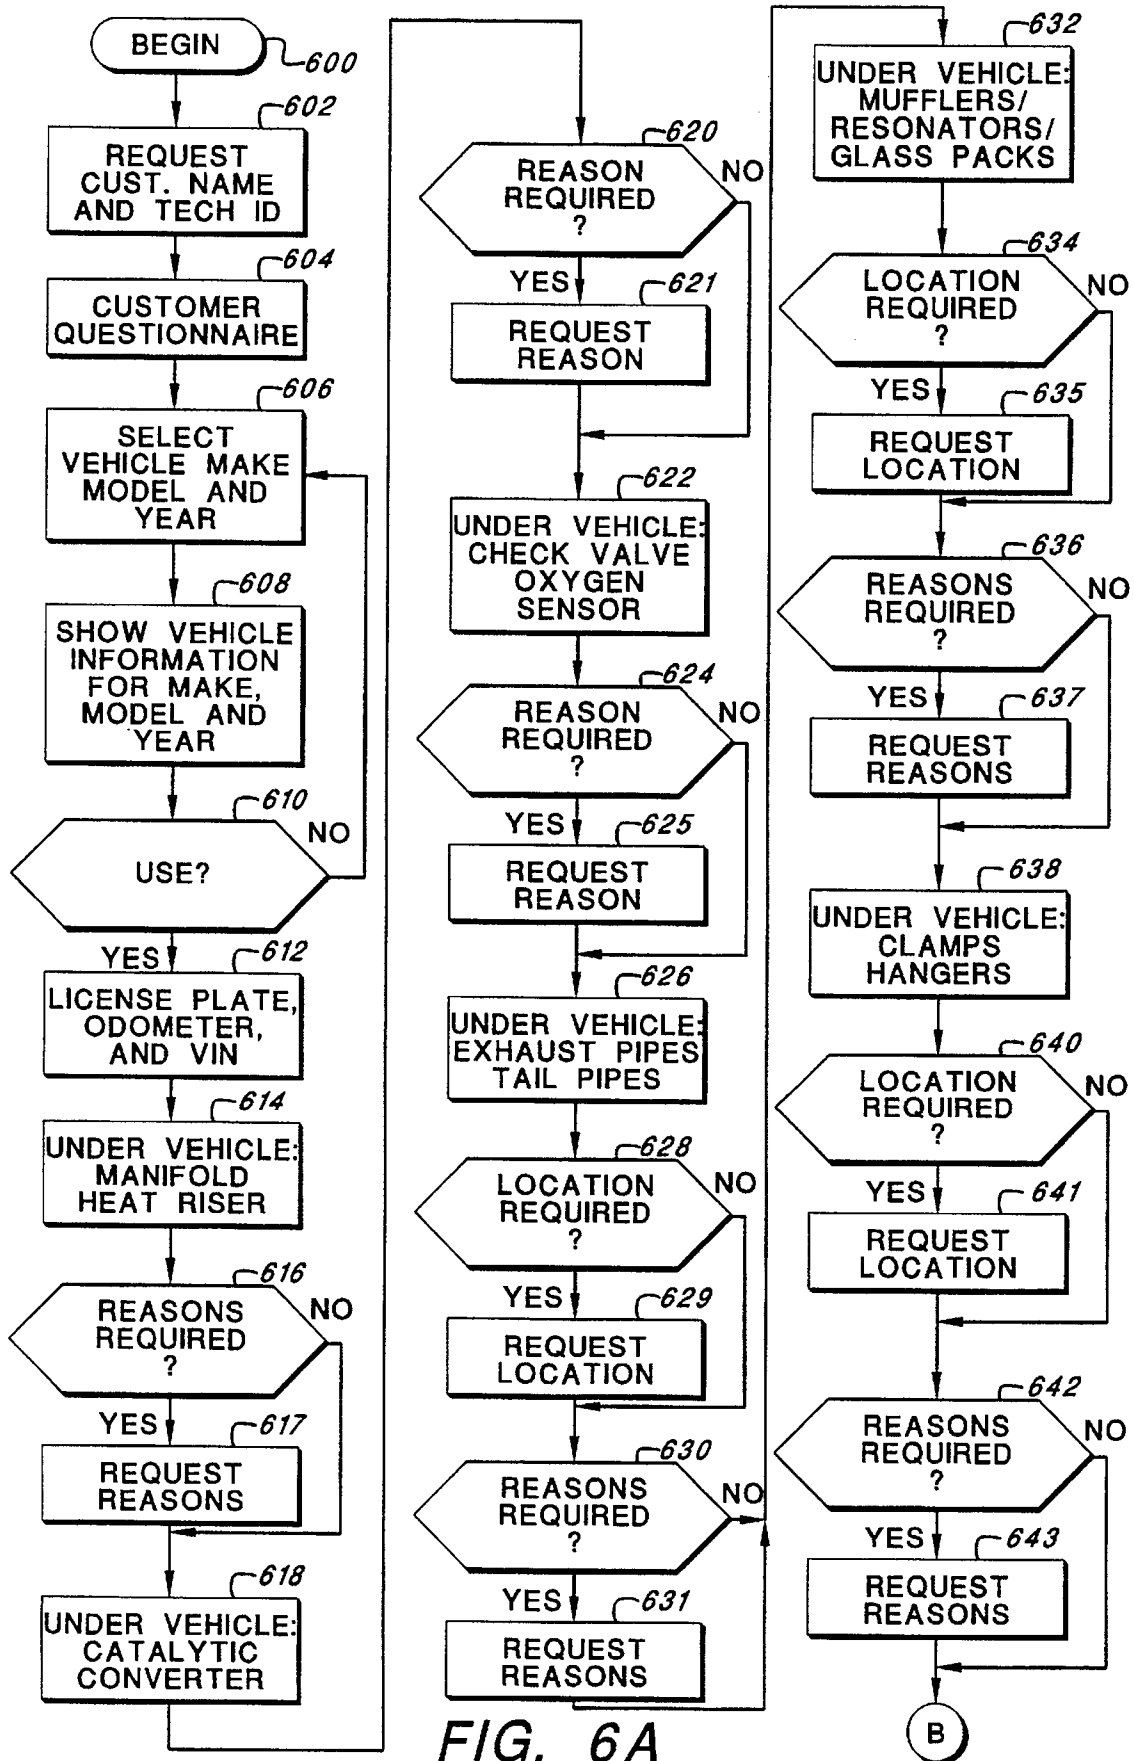 BEGIN
600
602
REQUEST
CUST. NAME
AND TECH ID
604
CUSTOMER
QUESTIONNAIRE
606
SELECT
VEHICLE MAKE
MODEL AND
YEAR
608
SHOW VEHICLE
INFORMATION
FOR MAKE,
MODEL AND
YEAR
610
USE?
NO
YES
612
LICENSE PLATE,
ODOMETER,
AND VIN
614
UNDER VEHICLE:
MANIFOLD
HEAT RISER
616
REASONS
REQUIRED
?
NO
YES
617
REQUEST
REASONS
618
UNDER VEHICLE:
CATALYTIC
CONVERTER
620
REASON
REQUIRED
?
NO
YES
621
REQUEST
REASON
622
UNDER VEHICLE:
CHECK VALVE
OXYGEN
SENSOR
624
REASON
REQUIRED
?
NO
YES
625
REQUEST
REASON
626
UNDER VEHICLE:
EXHAUST PIPES
TAIL PIPES
628
LOCATION
REQUIRED
?
NO
YES
629
REQUEST
LOCATION
630
REASONS
REQUIRED
?
NO
YES
631
REQUEST
REASONS
632
UNDER VEHICLE:
MUFFLERS/
RESONATORS/
GLASS PACKS
634
LOCATION
REQUIRED
?
NO
YES
635
REQUEST
LOCATION
636
REASONS
REQUIRED
?
NO
YES
637
REQUEST
REASONS
638
UNDER VEHICLE:
CLAMPS
HANGERS
640
LOCATION
REQUIRED
?
NO
YES
641
REQUEST
LOCATION
642
REASONS
REQUIRED
?
NO
YES
643
REQUEST
REASONS
B
FIG. 6A